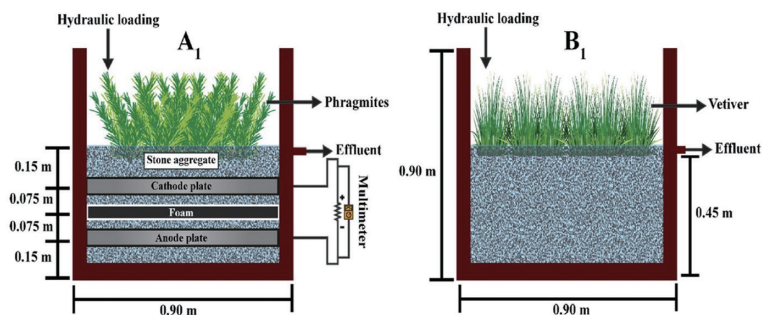 Hydraulic loading
A1
Phragmites
Effluent
Stone aggregate
0.15 m
Cathode plate
0.075 m
Foam
0.075 m
Anode plate
0.15 m
+
-
Multimeter
0.90 m
Hydraulic loading
B1
Vetiver
Effluent
0.90 m
0.45 m
0.90 m